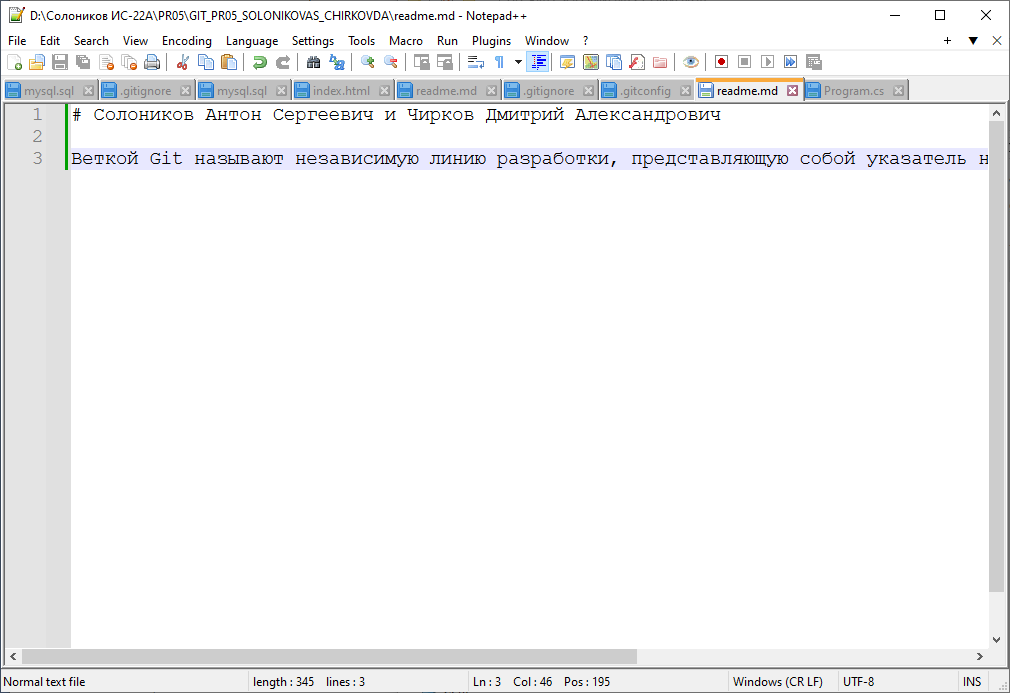 D:\Солоников ИС-22А\PR05\GIT_PR05_SOLONIKOVAS_CHIRKOVDA\readme.md - Notepad++
File Edit Search View Encoding Language Settings Tools Macro Run Plugins Window ?
mysql.sql .gitignore mysql.sql index.html readme.md .gitignore .gitconfig readme.md Program.cs
1 # Солоников Антон Сергеевич и Чирков Дмитрий Александрович
2
3 Веткой Git называют независимую линию разработки, представляющую собой указатель н
Normal text file length : 345 lines : 3 Ln : 3 Col : 46 Pos : 195 Windows (CR LF) UTF-8 INS